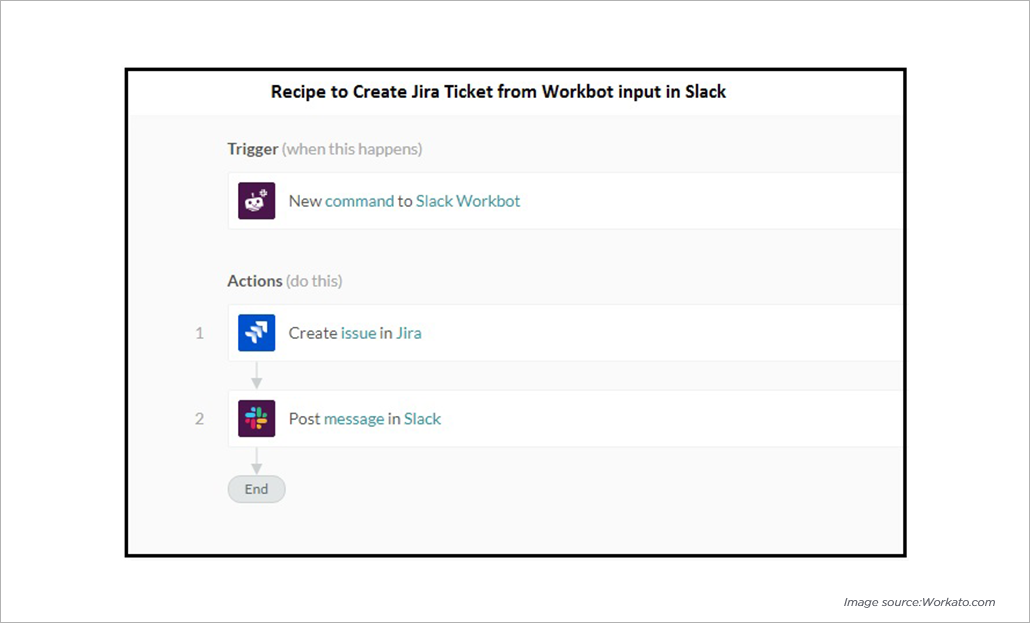 Recipe to Create Jira Ticket from Workbot input in Slack
Trigger (when this happens)
New command to Slack Workbot
Actions (do this)
1 Create issue in Jira
2 Post message in Slack
End
Image source:Workato.com